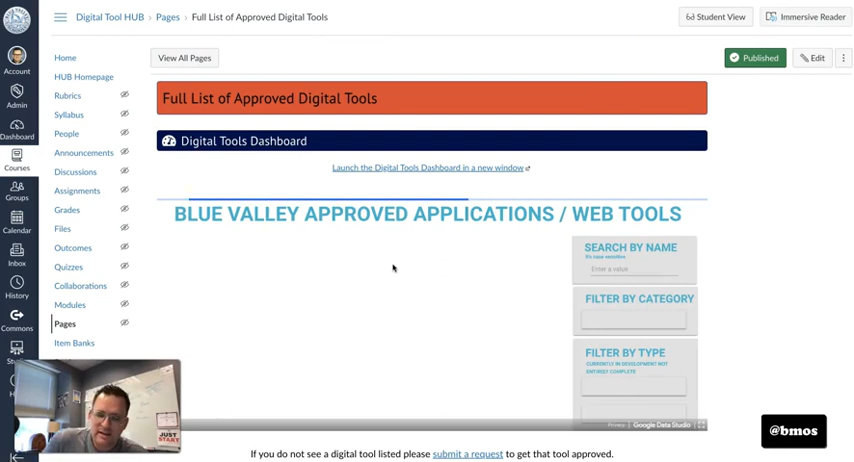 Digital Tool HUB > Pages > Full List of Approved Digital Tools
Student View
Immersive Reader
View All Pages
Published
Edit
Account
Admin
Dashboard
Courses
Groups
Calendar
Inbox
History
Commons
Home
HUB Homepage
Rubrics
Syllabus
People
Announcements
Discussions
Assignments
Grades
Files
Outcomes
Quizzes
Collaborations
Modules
Pages
Item Banks
Full List of Approved Digital Tools
Digital Tools Dashboard
Launch the Digital Tools Dashboard in a new window
BLUE VALLEY APPROVED APPLICATIONS / WEB TOOLS
SEARCH BY NAME
It's case sensitive
Enter a value
FILTER BY CATEGORY
FILTER BY TYPE
CURRENTLY IN DEVELOPMENT NOT
ENTIRELY COMPLETE
Privacy
Google Data Studio
JUST
START
@bmos
If you do not see a digital tool listed please submit a request to get that tool approved.